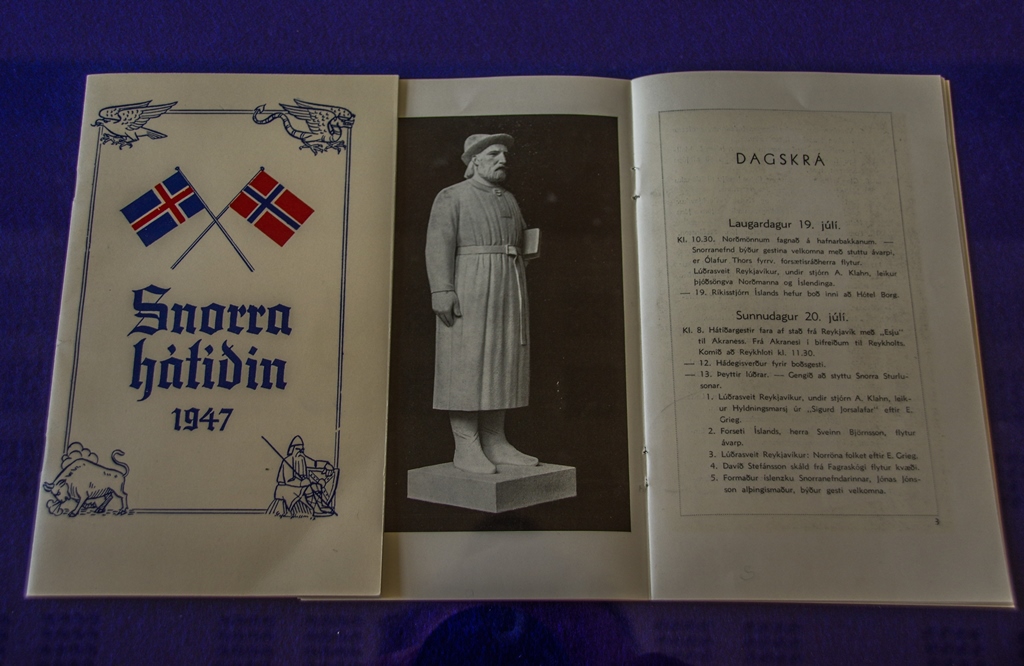 Snorra
hátíðin
1947
DAGSKRÁ
Laugardagur 19. júlí.
Kl. 10.30. Norðmönnum fagnað á hafnarbakkanum. —
Snorranefnd býður gestina velkomna með stuttu ávarpi,
er Ólafur Thors fyrrv. forsætisráðherra flytur.
Lúðrasveit Reykjavíkur, undir stjórn A. Klahn, leikur
þjóðsöngva Norðmanna og Íslendinga.
— 19. Ríkisstjórn Íslands hefur boð inni að Hótel Borg.
Sunnudagur 20. júlí.
Kl. 8. Hátíðargestir fara af stað frá Reykjavík með „Esju"
til Akraness. Frá Akranesi í bifreiðum til Reykholts.
Komið að Reykholti kl. 11.30.
— 12. Hádegisverður fyrir boðsgesti.
— 13. Þeyttir lúðrar. — Gengið að styttu Snorra Sturlu-
sonar.
1. Lúðrasveit Reykjavíkur, undir stjórn A. Klahn, leik-
ur Hyldningsmarsj úr „Sigurd Jorsalafar" eftir E.
Grieg.
2. Forseti Íslands, herra Sveinn Björnsson, flytur
ávarp.
3. Lúðrasveit Reykjavíkur: Norröna folket eftir E. Grieg.
4. Davíð Stefánsson skáld frá Fagraskógi flytur kvæði.
5. Formaður íslenzku Snorranefndarinnar, Jónas Jóns-
son alþingismaður, býður gesti velkomna.
3